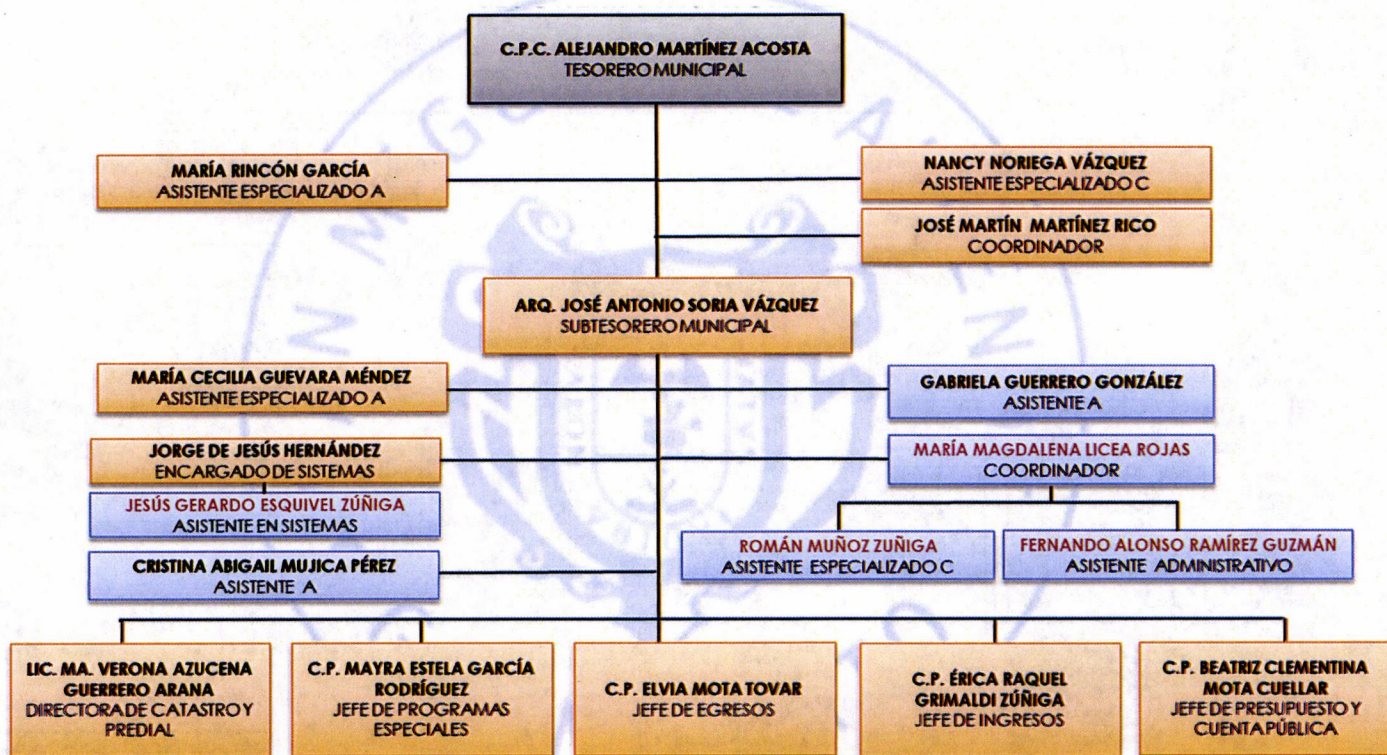 C.P.C. ALEJANDRO MARTÍNEZ ACOSTA
TESORERO MUNICIPAL
MARÍA RINCÓN GARCÍA
ASISTENTE ESPECIALIZADO A
NANCY NORIEGA VÁZQUEZ
ASISTENTE ESPECIALIZADO C
JOSÉ MARTÍN MARTÍNEZ RICO
COORDINADOR
ARQ. JOSÉ ANTONIO SORIA VÁZQUEZ
SUBTESORERO MUNICIPAL
MARÍA CECILIA GUEVARA MÉNDEZ
ASISTENTE ESPECIALIZADO A
GABRIELA GUERRERO GONZÁLEZ
ASISTENTE A
JORGE DE JESÚS HERNÁNDEZ
ENCARGADO DE SISTEMAS
MARÍA MAGDALENA LICEA ROJAS
COORDINADOR
JESÚS GERARDO ESQUIVEL ZÚÑIGA
ASISTENTE EN SISTEMAS
ROMÁN MUÑOZ ZUÑIGA
ASISTENTE ESPECIALIZADO C
FERNANDO ALONSO RAMÍREZ GUZMÁN
ASISTENTE ADMINISTRATIVO
CRISTINA ABIGAIL MUJICA PÉREZ
ASISTENTE A
LIC. MA. VERONA AZUCENA
GUERRERO ARANA
DIRECTORA DE CATASTRO Y
PREDIAL
C.P. MAYRA ESTELA GARCÍA
RODRÍGUEZ
JEFE DE PROGRAMAS
ESPECIALES
C.P. ELVIA MOTA TOVAR
JEFE DE EGRESOS
C.P. ÉRICA RAQUEL
GRIMALDI ZÚÑIGA
JEFE DE INGRESOS
C.P. BEATRIZ CLEMENTINA
MOTA CUELLAR
JEFE DE PRESUPUESTO Y
CUENTA PÚBLICA